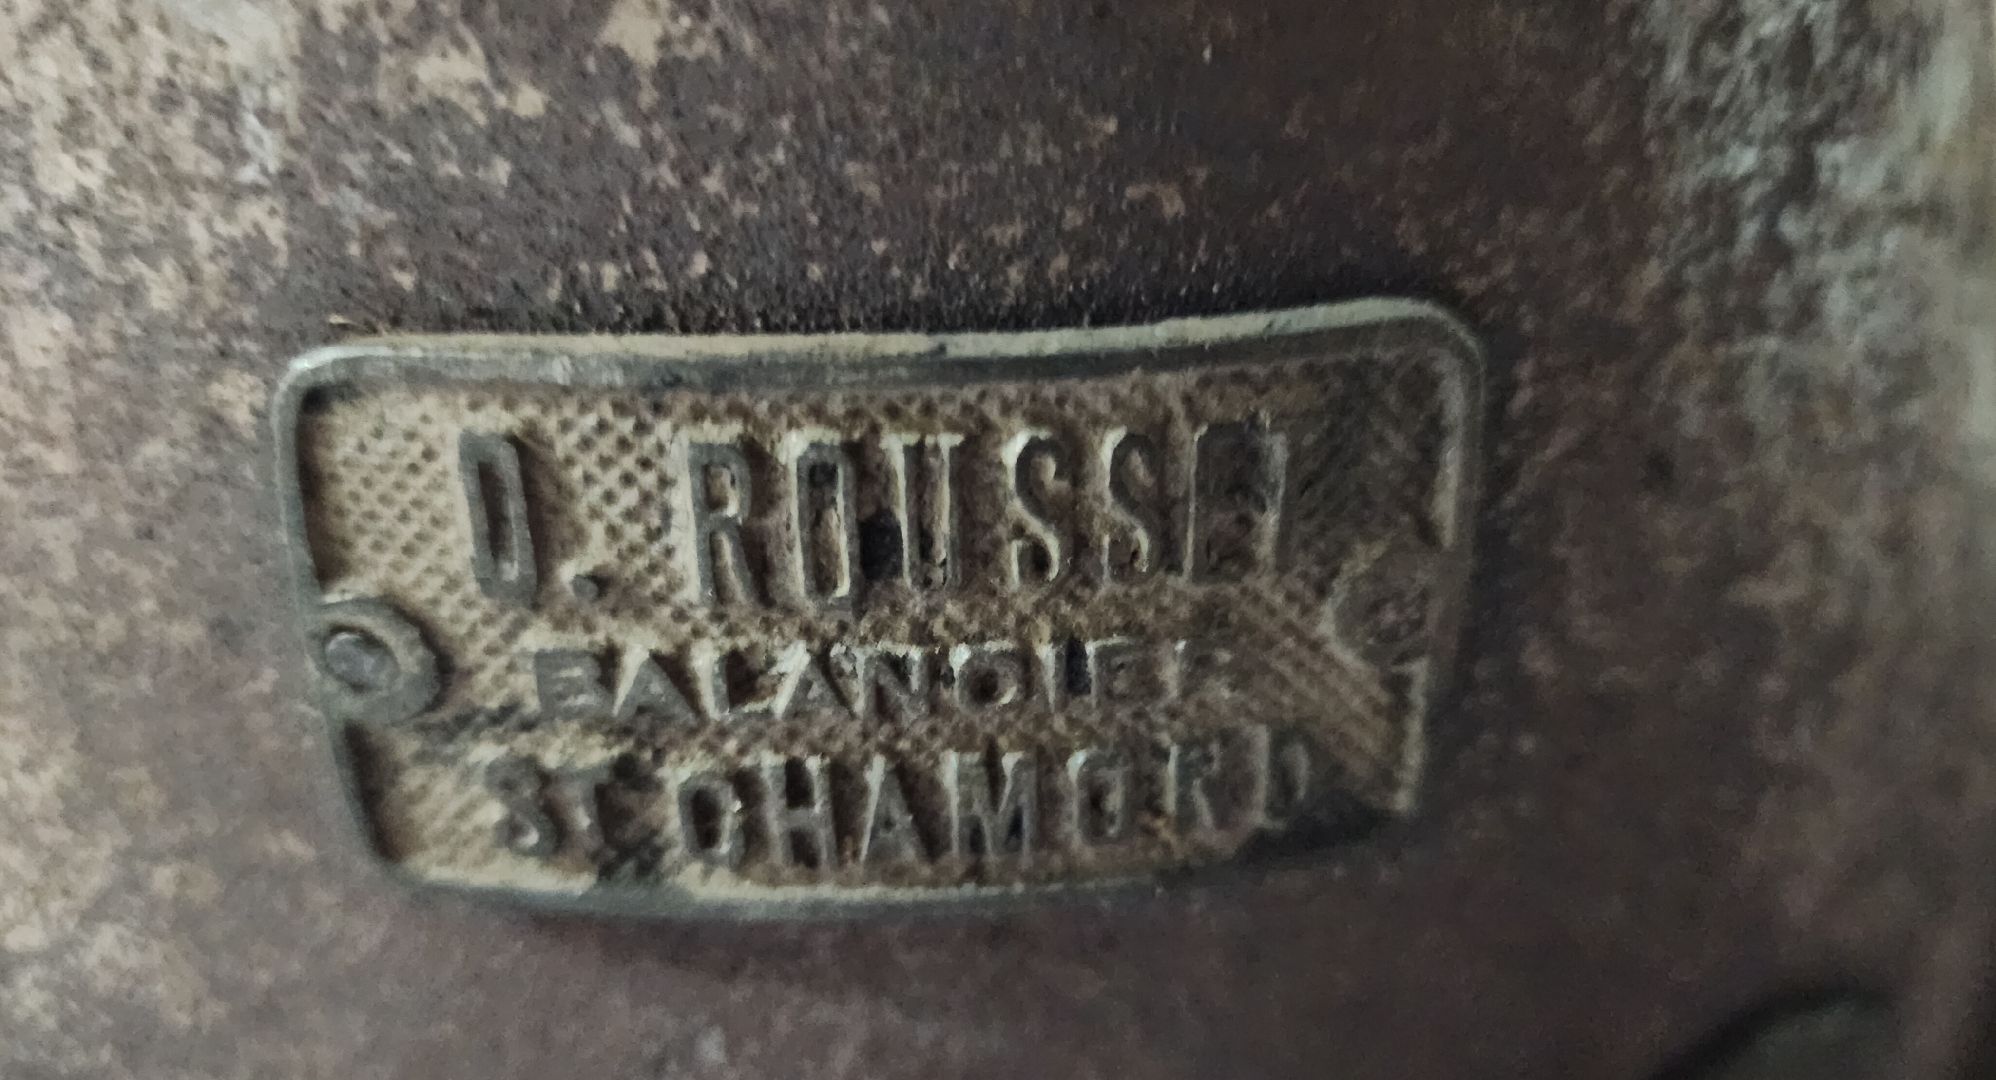 D. ROUSSET
BALANCIER
ST CHAMOND